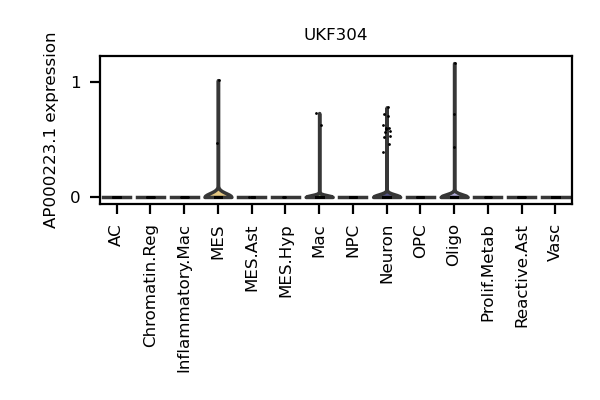 UKF304
AP000223.1 expression
1
0
AC
Chromatin.Reg
Inflammatory.Mac
MES
MES.Ast
MES.Hyp
Mac
NPC
Neuron
OPC
Oligo
Prolif.Metab
Reactive.Ast
Vasc